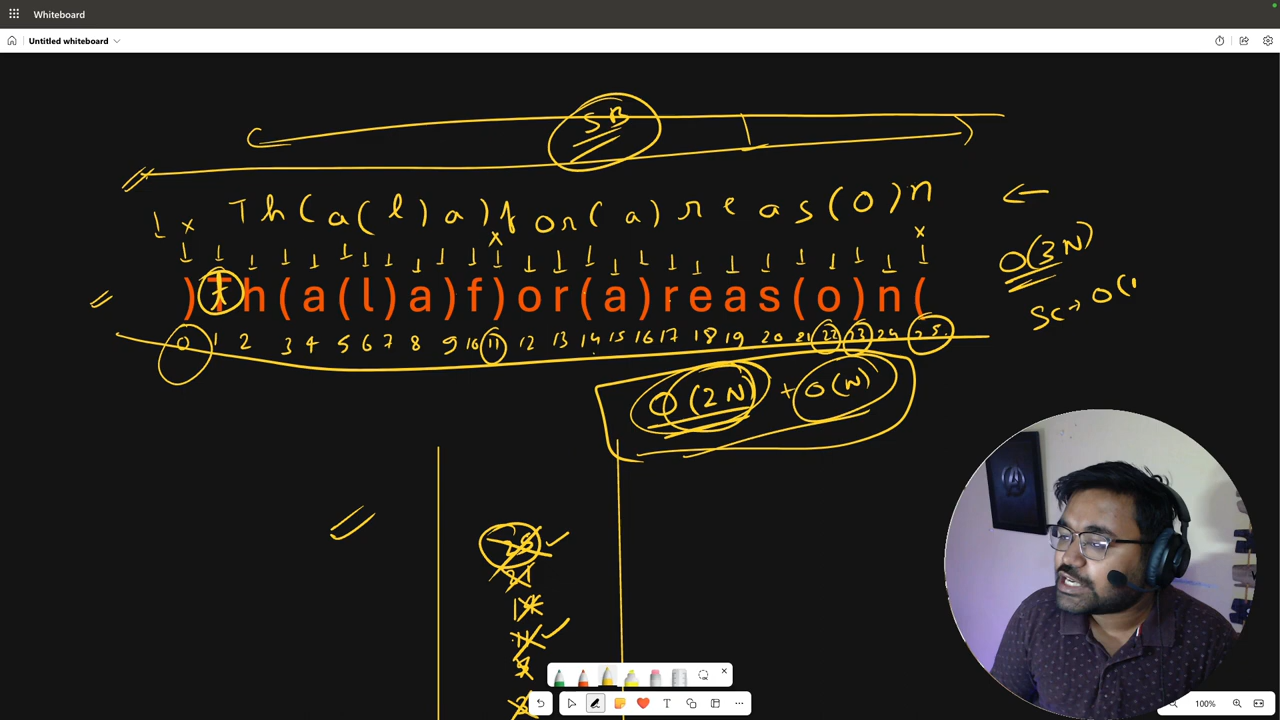 Whiteboard
Untitled whiteboard
SB
Th(a(l)a)for(a)reas(o)n
)Th(a(l)a)f)or(a)reas(o)n(
0 1 2 3 4 5 6 7 8 9 10 11 12 13 14 15 16 17 18 19 20 21 22 23 24 25
O(3N)
SC → O(
O(2N) + O(N)
100%